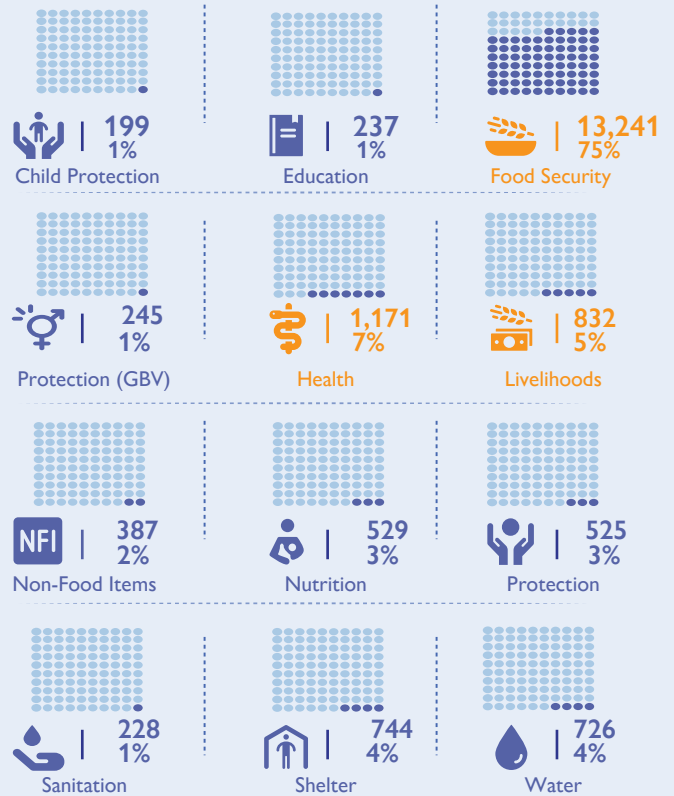 199
1%
Child Protection
237
1%
Education
13,241
75%
Food Security
245
1%
Protection (GBV)
1,171
7%
Health
832
5%
Livelihoods
NFI
387
2%
Non-Food Items
529
3%
Nutrition
525
3%
Protection
228
1%
Sanitation
744
4%
Shelter
726
4%
Water